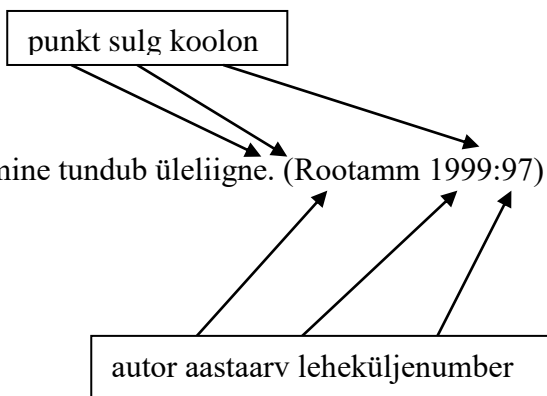 punkt sulg koolon
mine tundub üleliigne. (Rootamm 1999:97)
autor aastaarv leheküljenumber